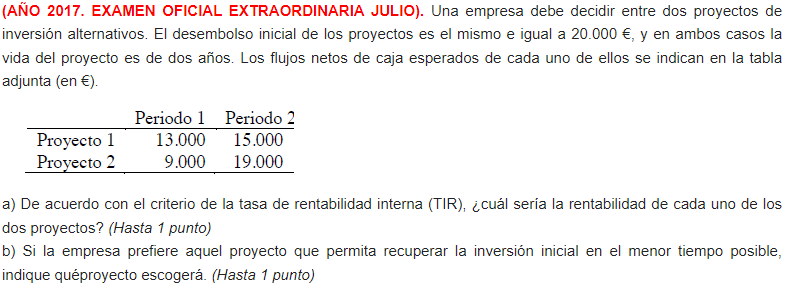 (AÑO 2017. EXAMEN OFICIAL EXTRAORDINARIA JULIO). Una empresa debe decidir entre dos proyectos de
inversión alternativos. El desembolso inicial de los proyectos es el mismo e igual a 20.000 €, y en ambos casos la
vida del proyecto es de dos años. Los flujos netos de caja esperados de cada uno de ellos se indican en la tabla
adjunta (en €).
Periodo 1 Periodo 2
Proyecto 1 13.000 15.000
Proyecto 2 9.000 19.000
a) De acuerdo con el criterio de la tasa de rentabilidad interna (TIR), ¿cuál sería la rentabilidad de cada uno de los
dos proyectos? (Hasta 1 punto)
b) Si la empresa prefiere aquel proyecto que permita recuperar la inversión inicial en el menor tiempo posible,
indique quéproyecto escogerá. (Hasta 1 punto)